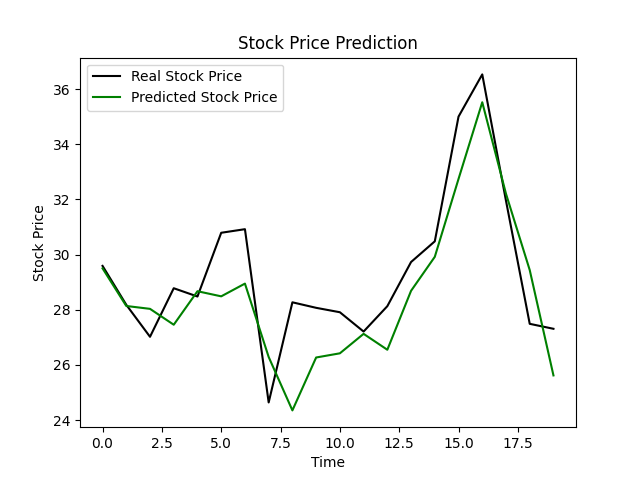 Stock Price Prediction
Real Stock Price
Predicted Stock Price
36
34
32
30
28
26
24
Stock Price
0.0 2.5 5.0 7.5 10.0 12.5 15.0 17.5
Time